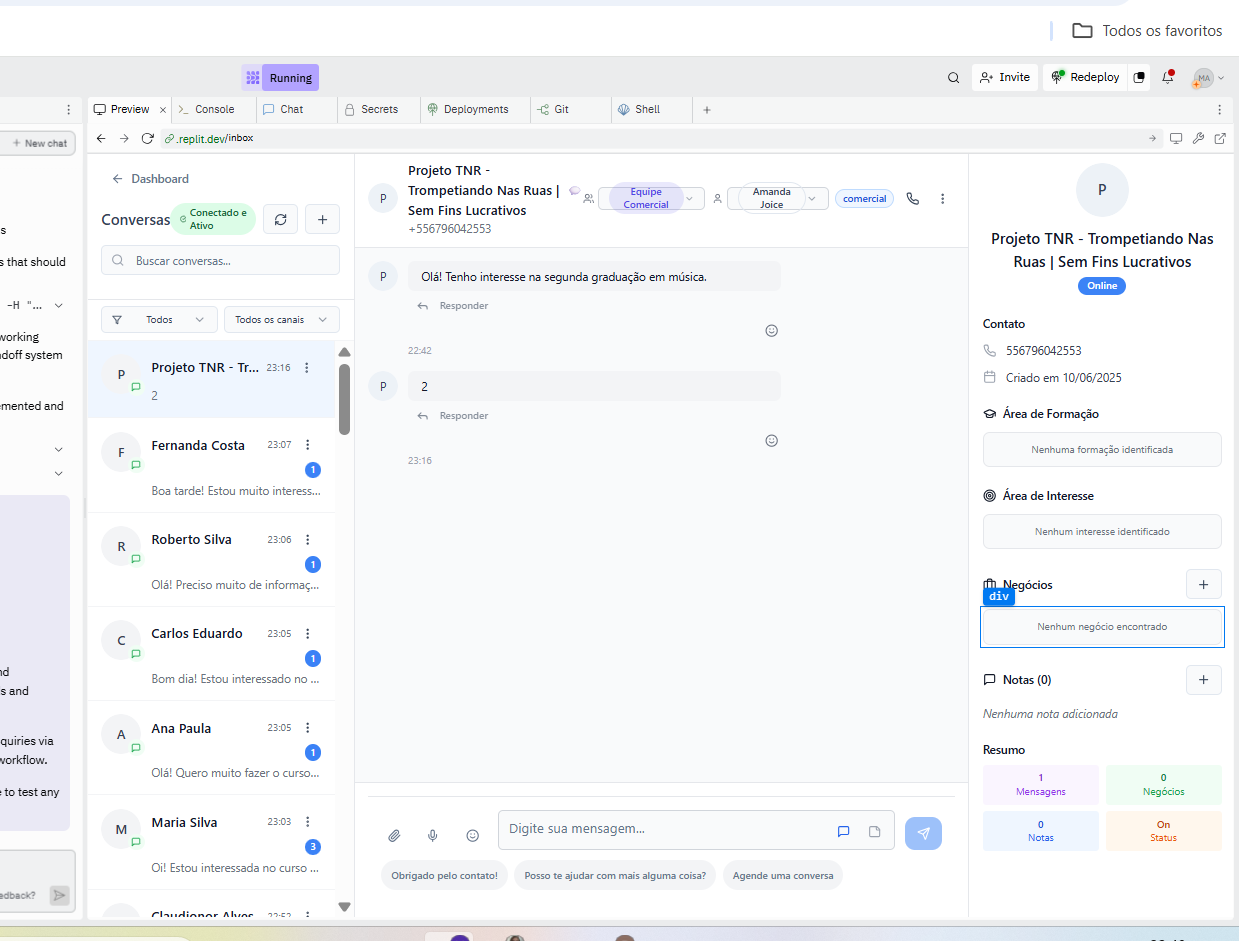 Todos os favoritos
Running
Invite
Redeploy
MA
Preview
Console
Chat
Secrets
Deployments
Git
Shell
New chat
.replit.dev/inbox
s
s that should
-H "...
working
doff system
emented and
nd
s and
quiries via
workflow.
e to test any
edback?
Dashboard
Conversas
Conectado e
Ativo
Buscar conversas...
Todos
Todos os canais
P
Projeto TNR - Tr...
23:16
2
F
Fernanda Costa
23:07
1
Boa tarde! Estou muito interess...
R
Roberto Silva
23:06
1
Olá! Preciso muito de informaç...
C
Carlos Eduardo
23:05
1
Bom dia! Estou interessado no ...
A
Ana Paula
23:05
1
Olá! Quero muito fazer o curso...
M
Maria Silva
23:03
3
Oi! Estou interessada no curso ...
Claudionor Alves
22:52
P
Projeto TNR -
Trompetiando Nas Ruas |
Sem Fins Lucrativos
+556796042553
Equipe
Comercial
Amanda
Joice
comercial
P
Olá! Tenho interesse na segunda graduação em música.
Responder
22:42
P
2
Responder
23:16
Digite sua mensagem...
Obrigado pelo contato!
Posso te ajudar com mais alguma coisa?
Agende uma conversa
P
Projeto TNR - Trompetiando Nas
Ruas | Sem Fins Lucrativos
Online
Contato
556796042553
Criado em 10/06/2025
Área de Formação
Nenhuma formação identificada
Área de Interesse
Nenhum interesse identificado
Negócios
div
Nenhum negócio encontrado
Notas (0)
Nenhuma nota adicionada
Resumo
1
Mensagens
0
Negócios
0
Notas
On
Status